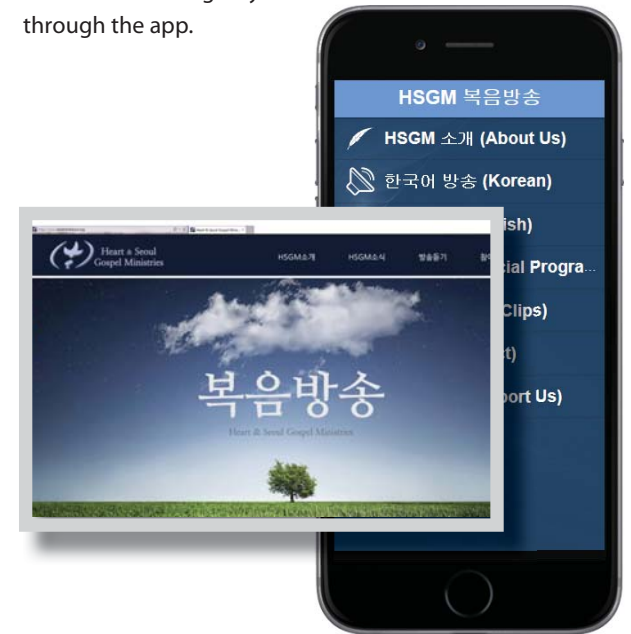 through the app.
HSGM 복음방송
HSGM 소개 (About Us)
한국어 방송 (Korean)
ish)
ial Progra...
Clips)
t)
port Us)
Heart & Seoul
Gospel Ministries
HSGM소개
HSGM소식
방송듣기
복음방송
Heart & Seoul Gospel Ministries